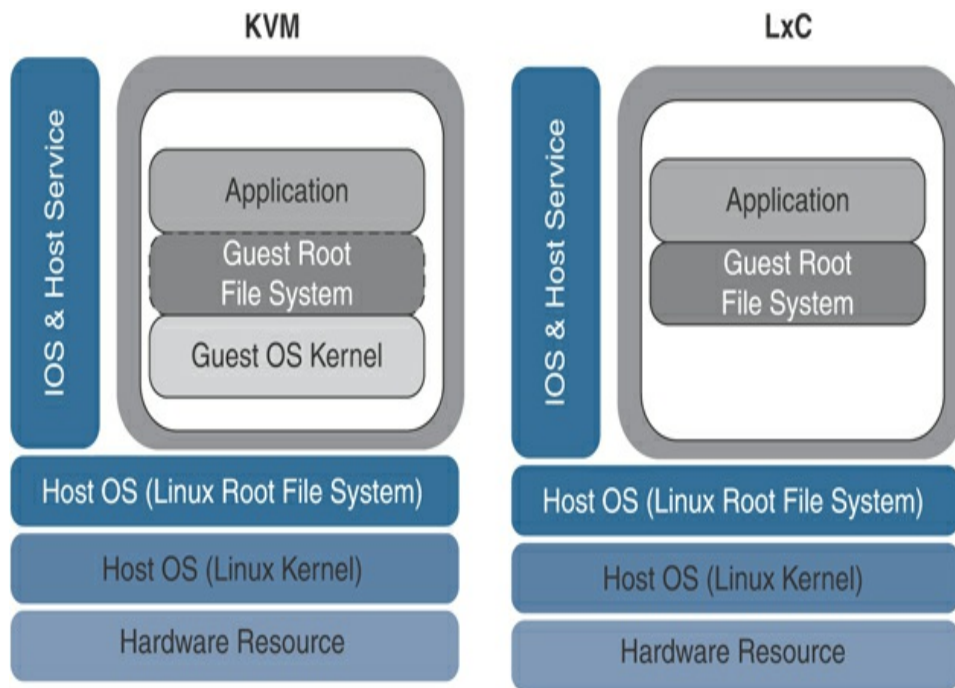 KVM
IOS & Host Service
Application
Guest Root
File System
Guest OS Kernel
Host OS (Linux Root File System)
Host OS (Linux Kernel)
Hardware Resource
LxC
IOS & Host Service
Application
Guest Root
File System
Host OS (Linux Root File System)
Host OS (Linux Kernel)
Hardware Resource